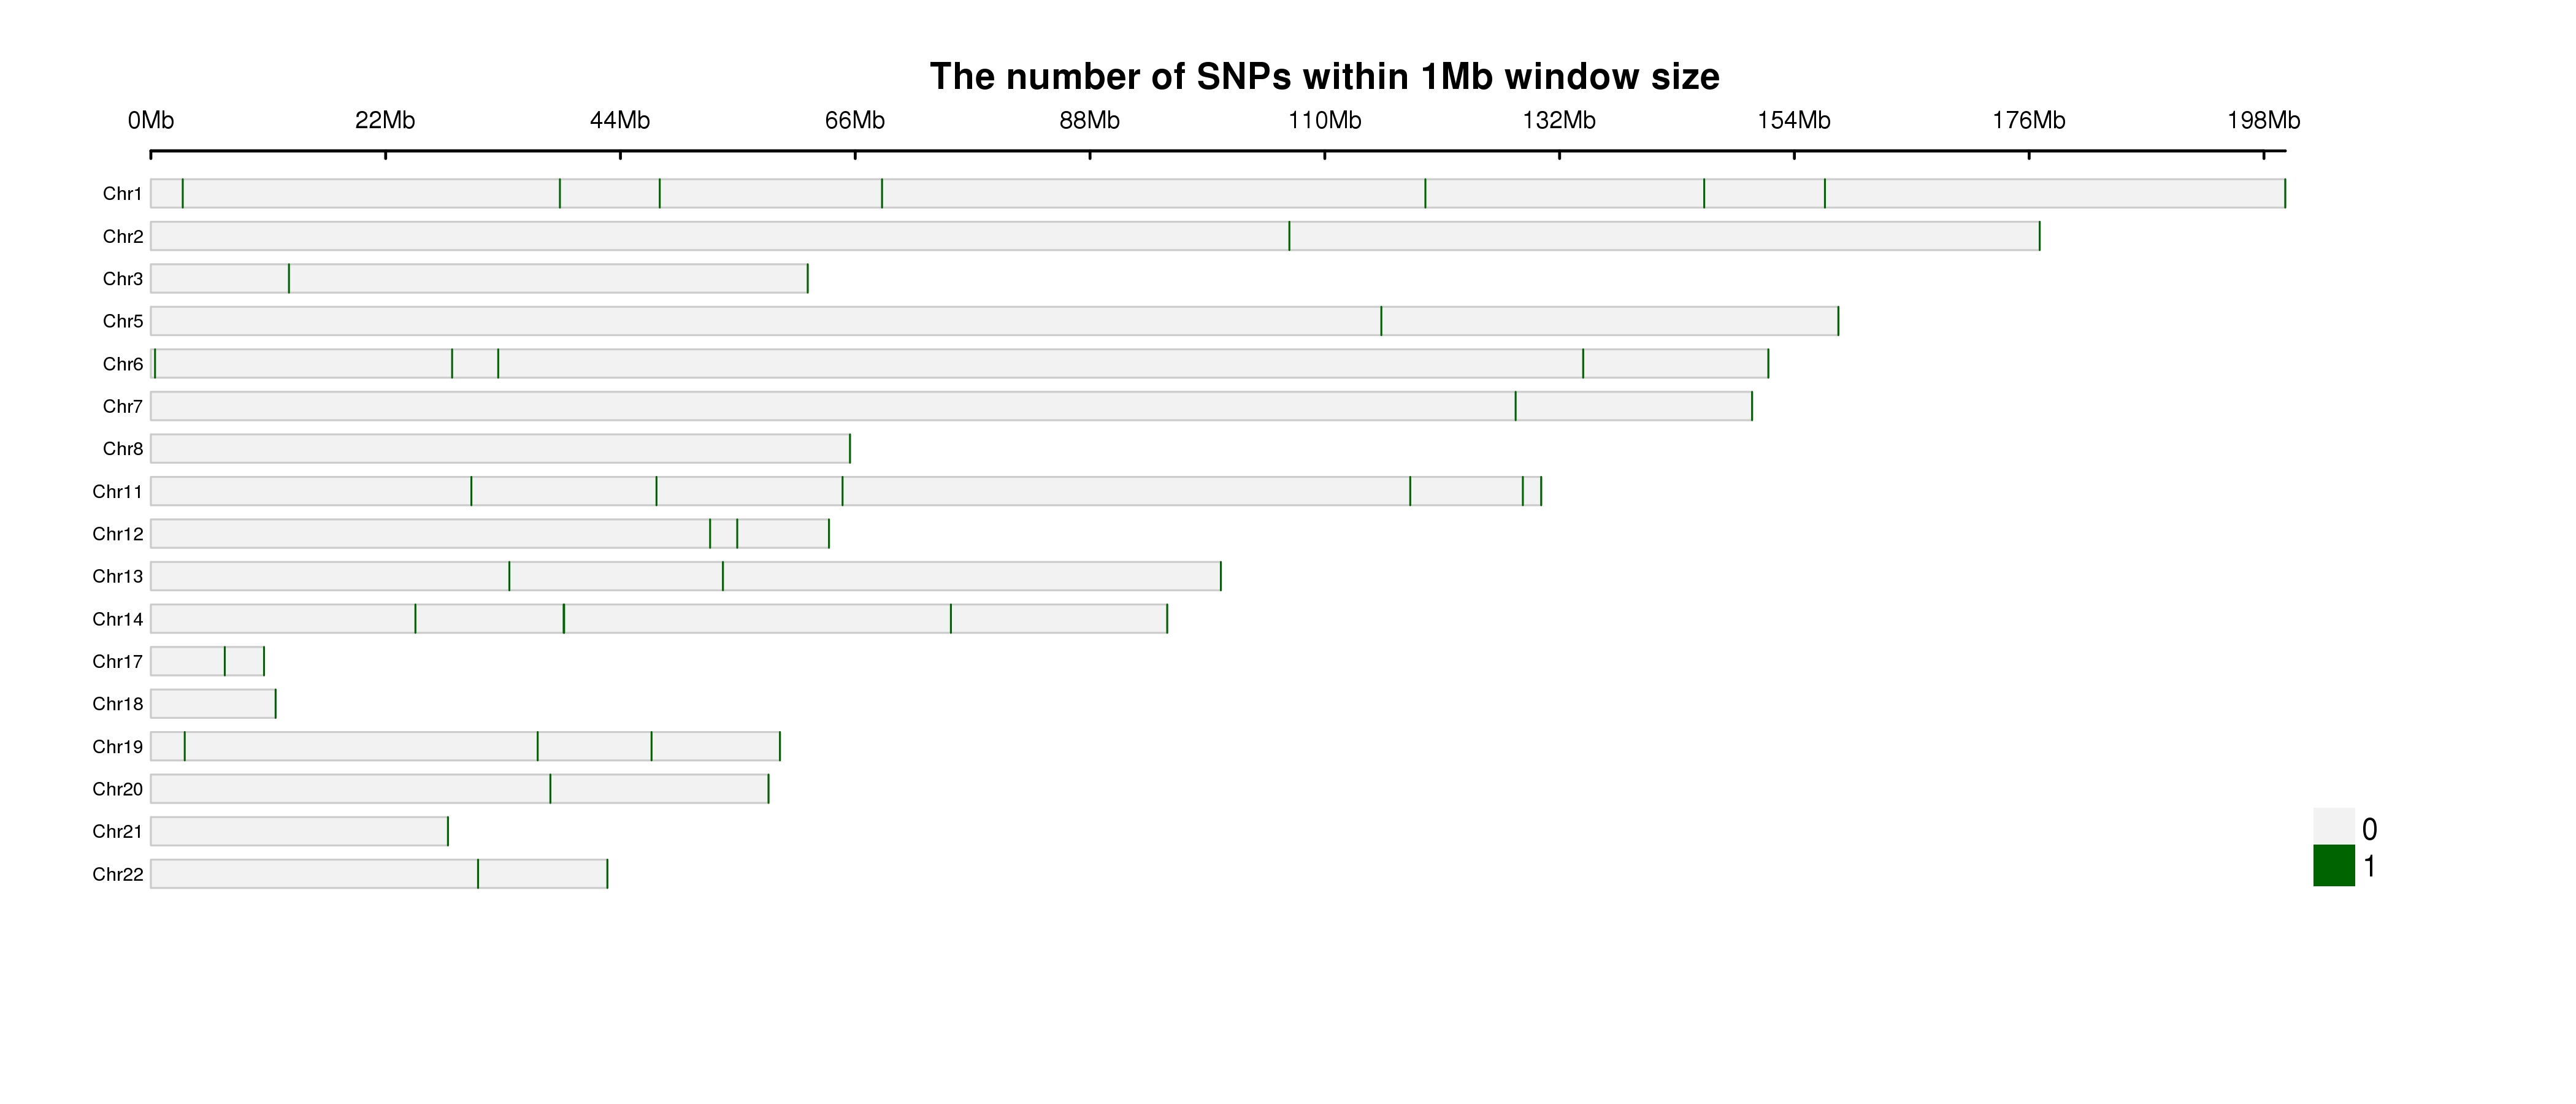 The number of SNPs within 1Mb window size
0Mb 22Mb 44Mb 66Mb 88Mb 110Mb 132Mb 154Mb 176Mb 198Mb
Chr1
Chr2
Chr3
Chr5
Chr6
Chr7
Chr8
Chr11
Chr12
Chr13
Chr14
Chr17
Chr18
Chr19
Chr20
Chr21
Chr22
0
1